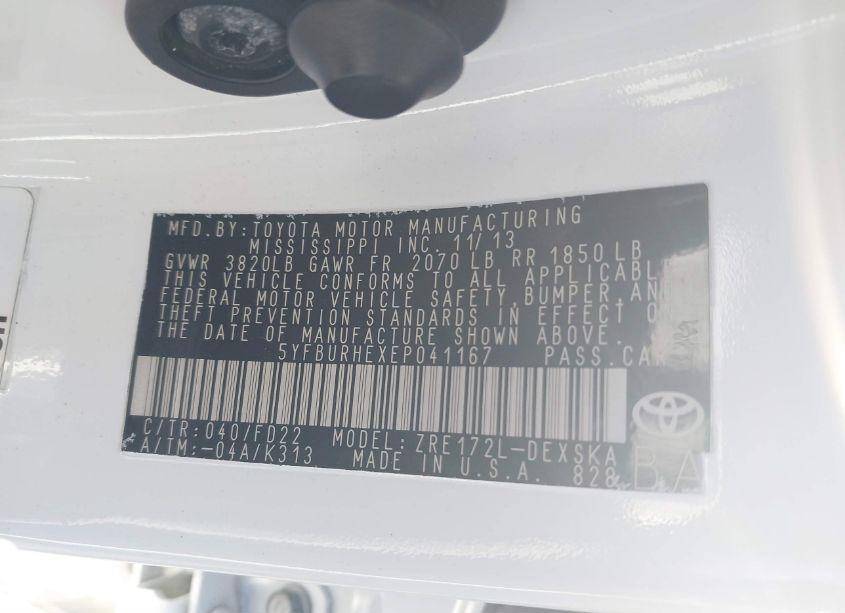 MFD. BY: TOYOTA MOTOR MANUFACTURING
MISSISSIPPI INC. 11/13
GVWR 3820LB GAWR FR 2070 LB RR 1850 LB
THIS VEHICLE CONFORMS TO ALL APPLICABL
FEDERAL MOTOR VEHICLE SAFETY, BUMPER, AN
THEFT PREVENTION STANDARDS IN EFFECT O
THE DATE OF MANUFACTURE SHOWN ABOVE.
5YFBURHEXEP041167 PASS.CAR
C/TR: 040/FD22 MODEL: ZRE172L-DEXSKA
A/TM: -04A/K313 MADE IN U.S.A. 828
BA